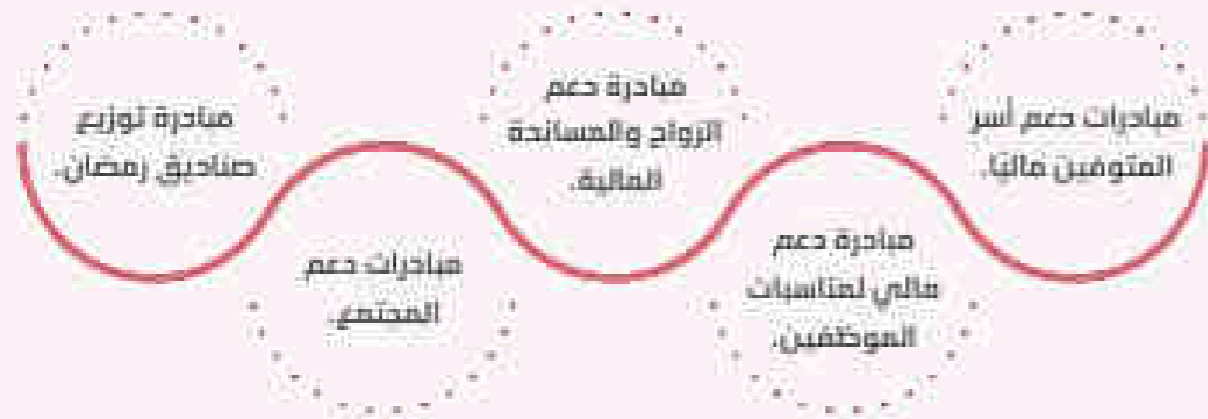 مبادرات دعم أسر
المتوفين ماليًا.
مبادرة دعم
مالي لمناسبات
الموظفين.
مبادرة دعم
الزواج والمساندة
المالية.
مبادرات دعم
المجتمع.
مبادرة توزيع
صناديق رمضان.